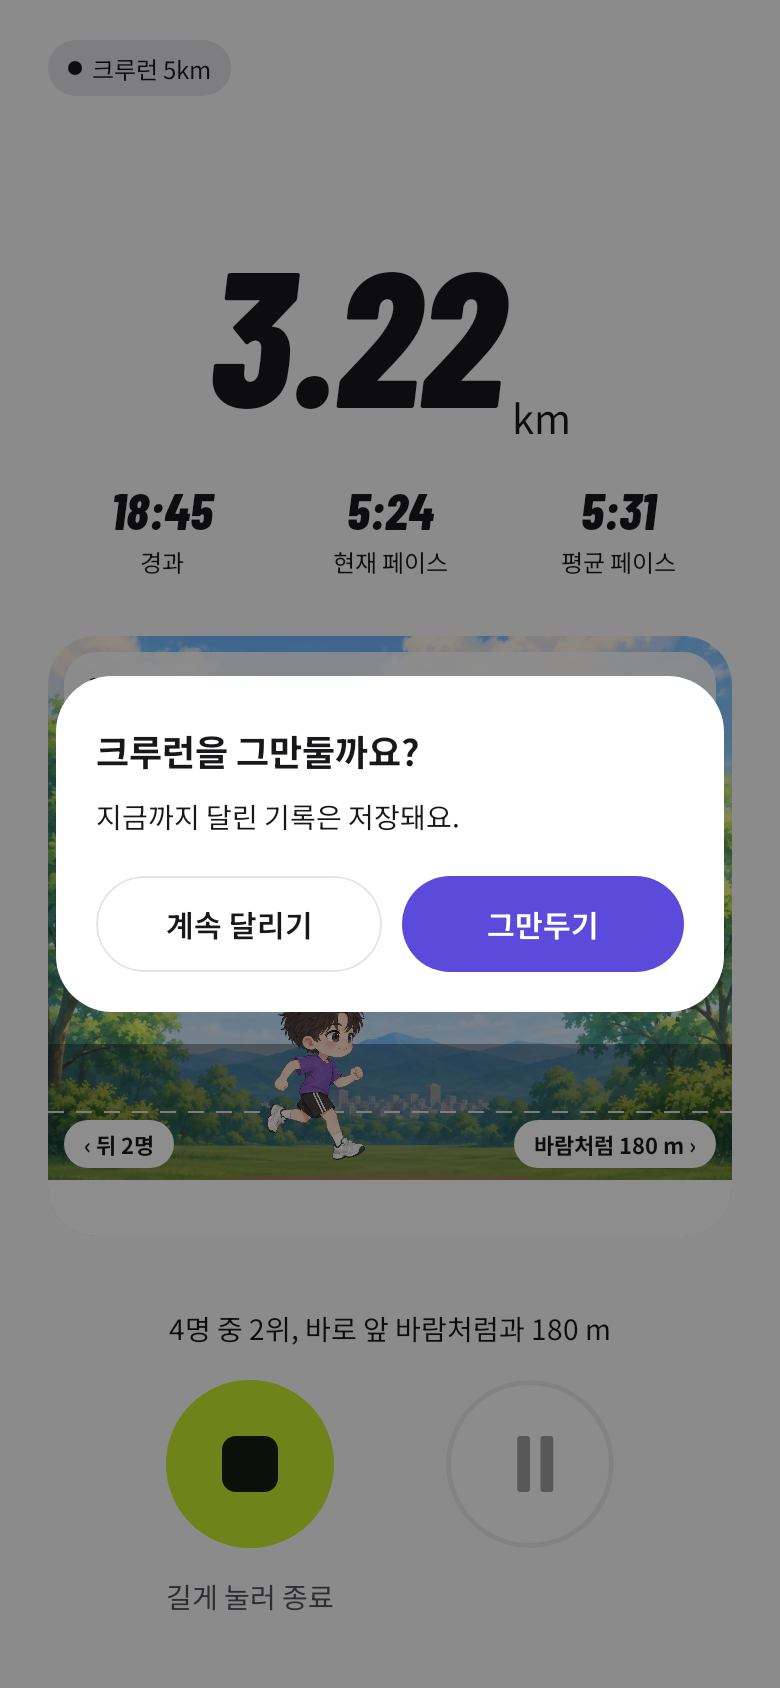 크루런 5km
3.22 km
18:45 5:24 5:31
경과 현재 페이스 평균 페이스
크루런을 그만둘까요?
지금까지 달린 기록은 저장돼요.
계속 달리기 그만두기
‹ 뒤 2명 바람처럼 180 m ›
4명 중 2위, 바로 앞 바람처럼과 180 m
길게 눌러 종료